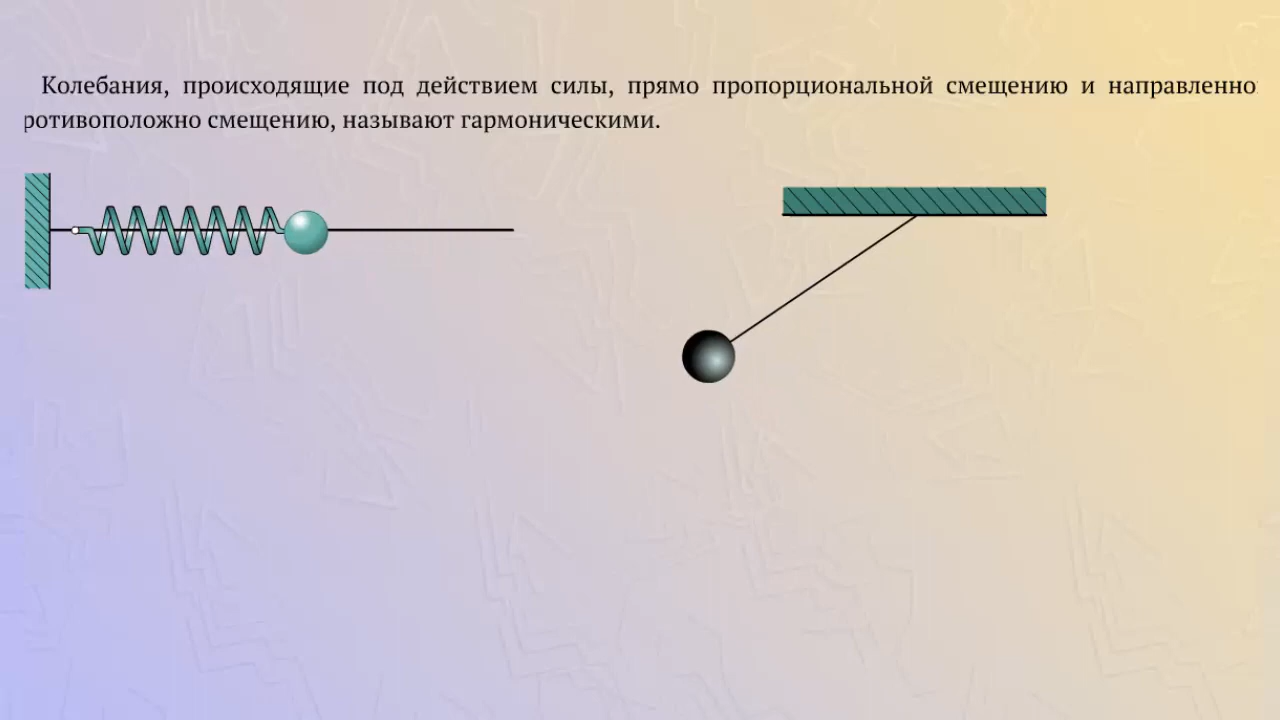 Колебания, происходящие под действием силы, прямо пропорциональной смещению и направленно
ротивоположно смещению, называют гармоническими.